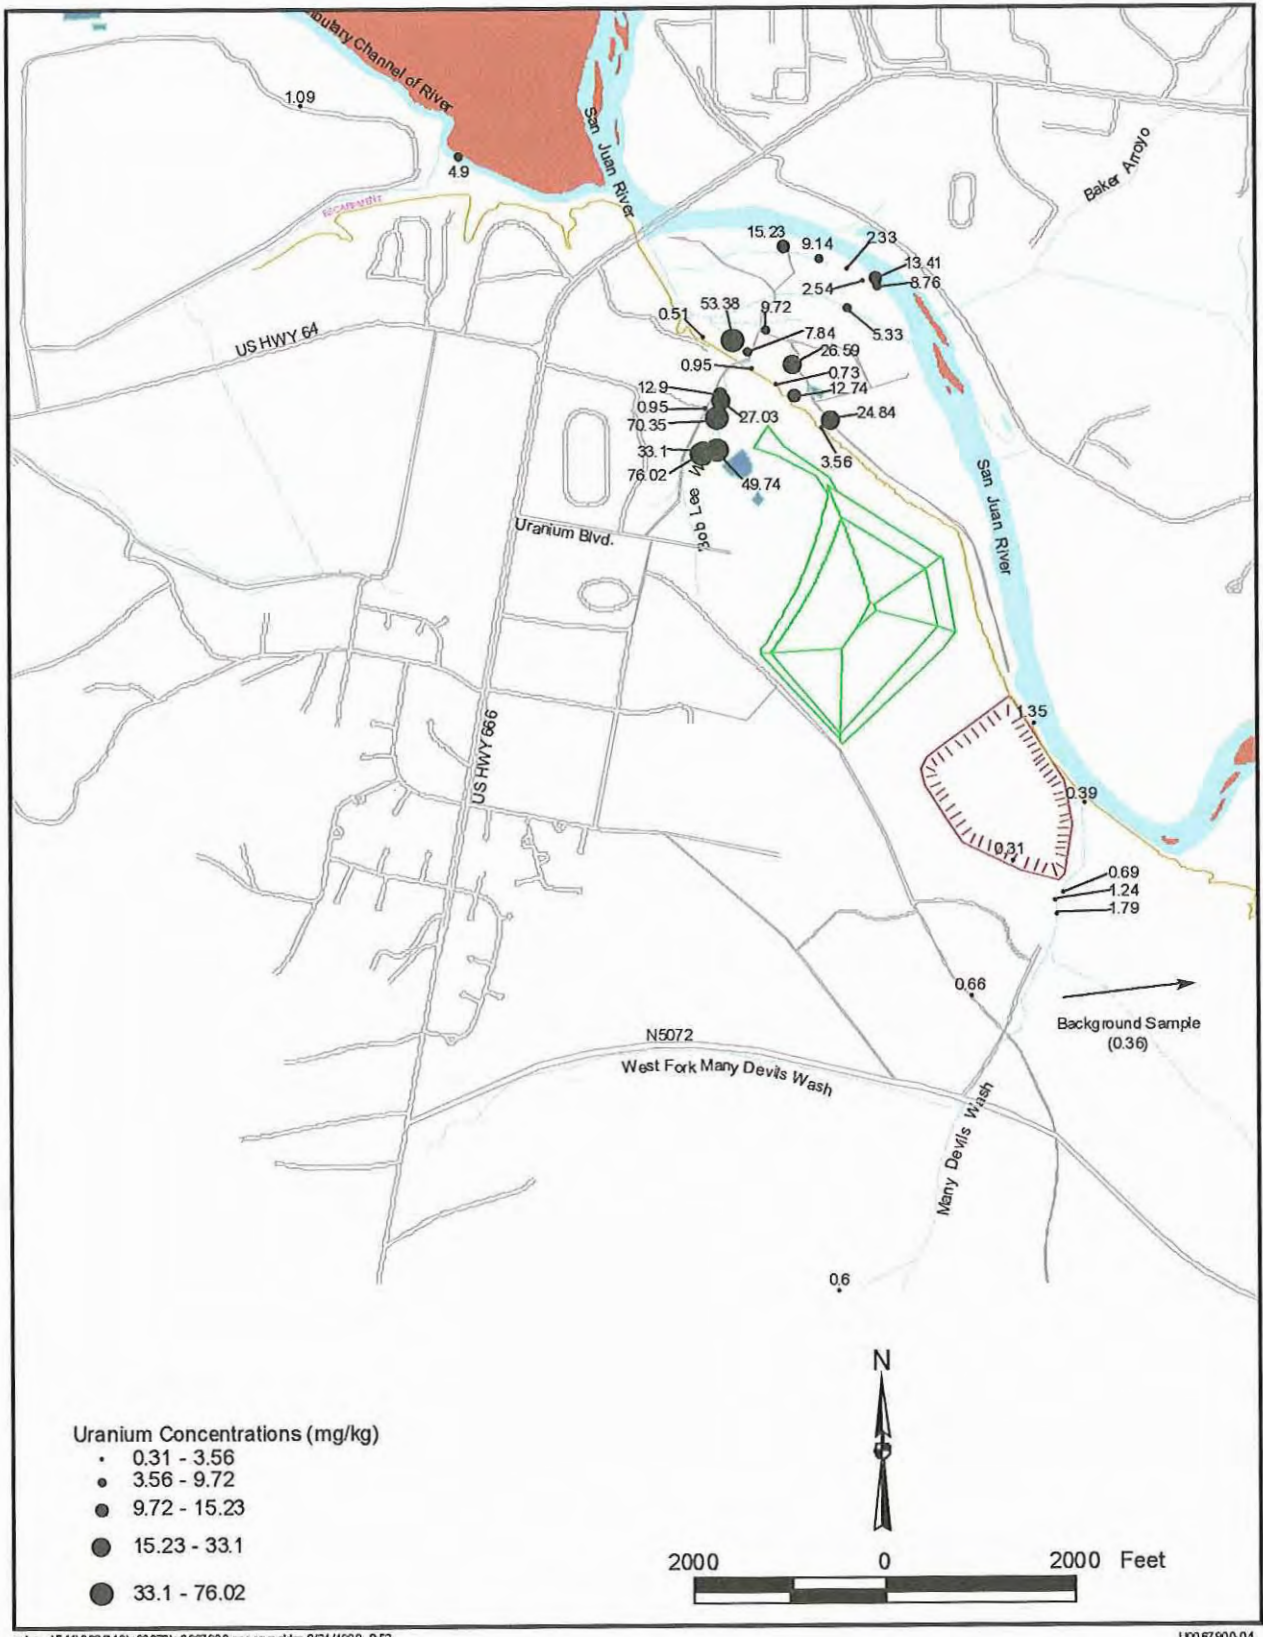 bulary Channel of River
San Juan River
1.09
4.9
ESCARPMENT
Baker Arroyo
15.23
9.14
2.33
13.41
8.76
2.54
53.38
9.72
0.51
5.33
7.84
26.59
US HWY 64
0.95
0.73
12.9
12.74
0.95
27.03
24.84
70.35
33.1
3.56
76.02
49.74
Bob Lee W
San Juan River
Uranium Blvd.
US HWY 666
1.35
0.39
0.31
0.69
1.24
1.79
0.66
Background Sample
(0.36)
N5072
West Fork Many Devils Wash
Many Devils Wash
0.6
N
Uranium Concentrations (mg/kg)
0.31 - 3.56
3.56 - 9.72
9.72 - 15.23
15.23 - 33.1
33.1 - 76.02
2000 0 2000 Feet